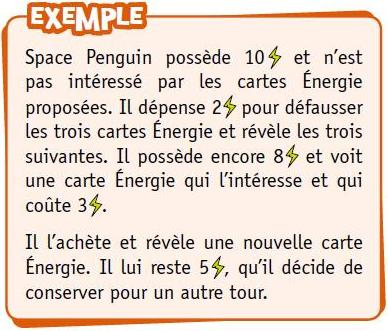 EXEMPLE
Space Penguin possède 10⚡ et n'est
pas intéressé par les cartes Énergie
proposées. Il dépense 2⚡ pour défausser
les trois cartes Énergie et révèle les trois
suivantes. Il possède encore 8⚡ et voit
une carte Énergie qui l'intéresse et qui
coûte 3⚡.
Il l'achète et révèle une nouvelle carte
Énergie. Il lui reste 5⚡, qu'il décide de
conserver pour un autre tour.